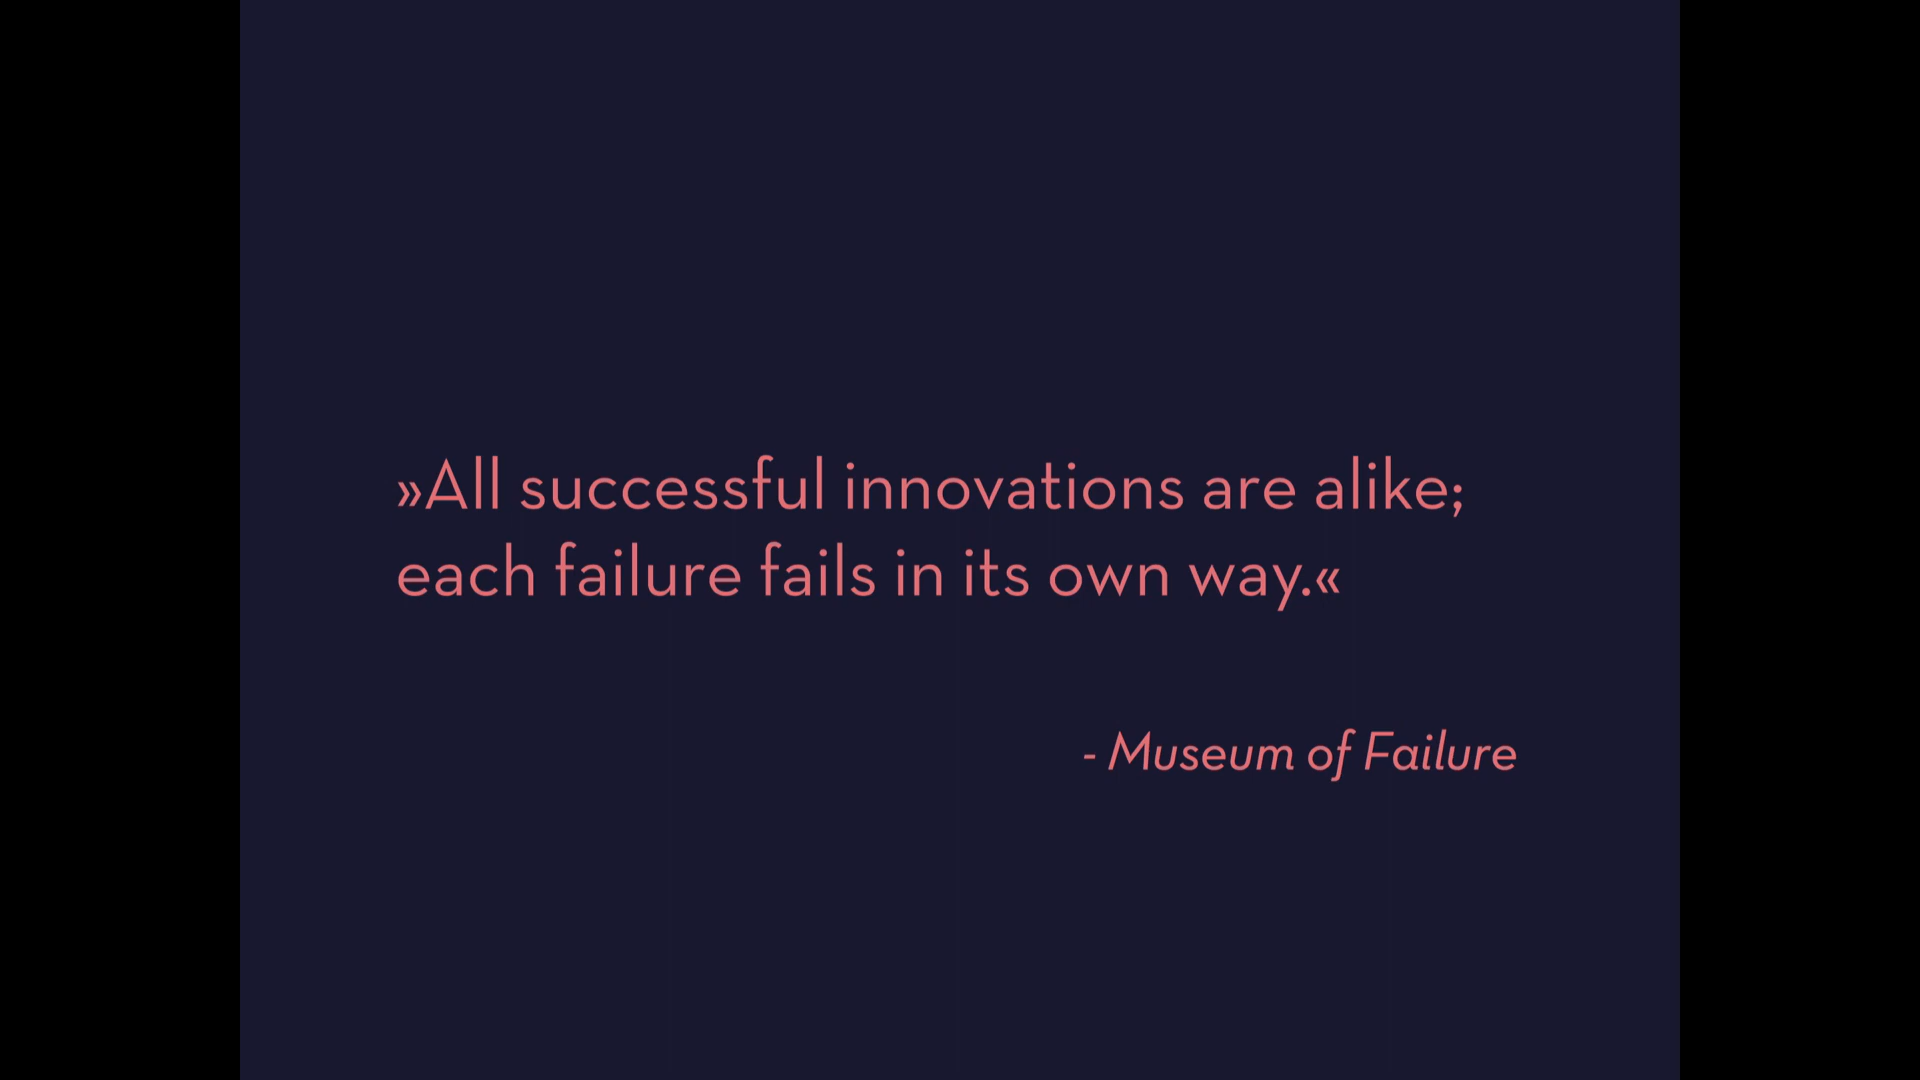 »All successful innovations are alike;
each failure fails in its own way.«
- Museum of Failure